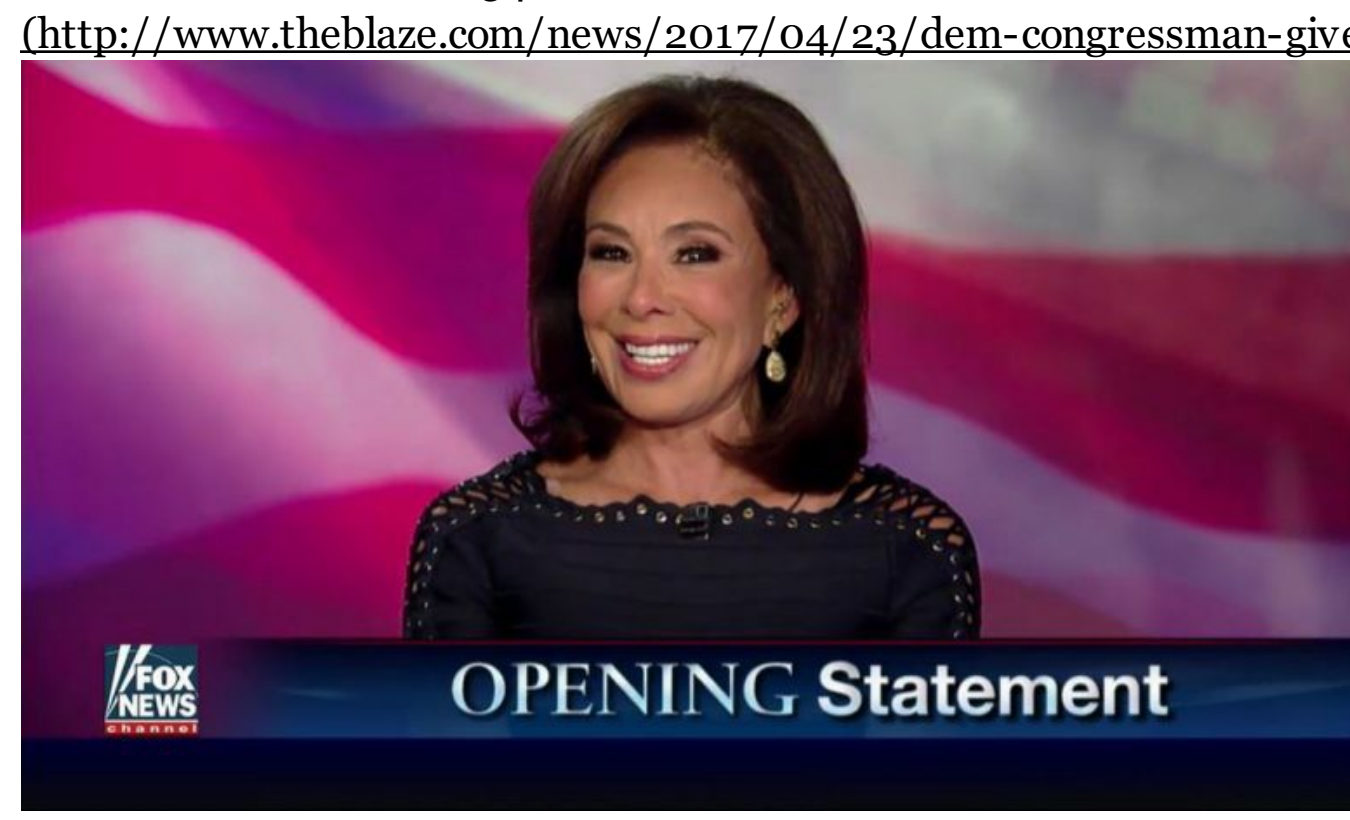 (http://www.theblaze.com/news/2017/04/23/dem-congressman-give
FOX
NEWS
channel
OPENING Statement